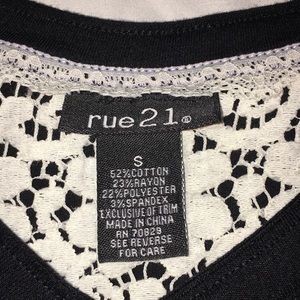 rue21®
S
52%COTTON
23%RAYON
22%POLYESTER
3%SPANDEX
EXCLUSIVE OF TRIM
MADE IN CHINA
RN 70829
SEE REVERSE
FOR CARE